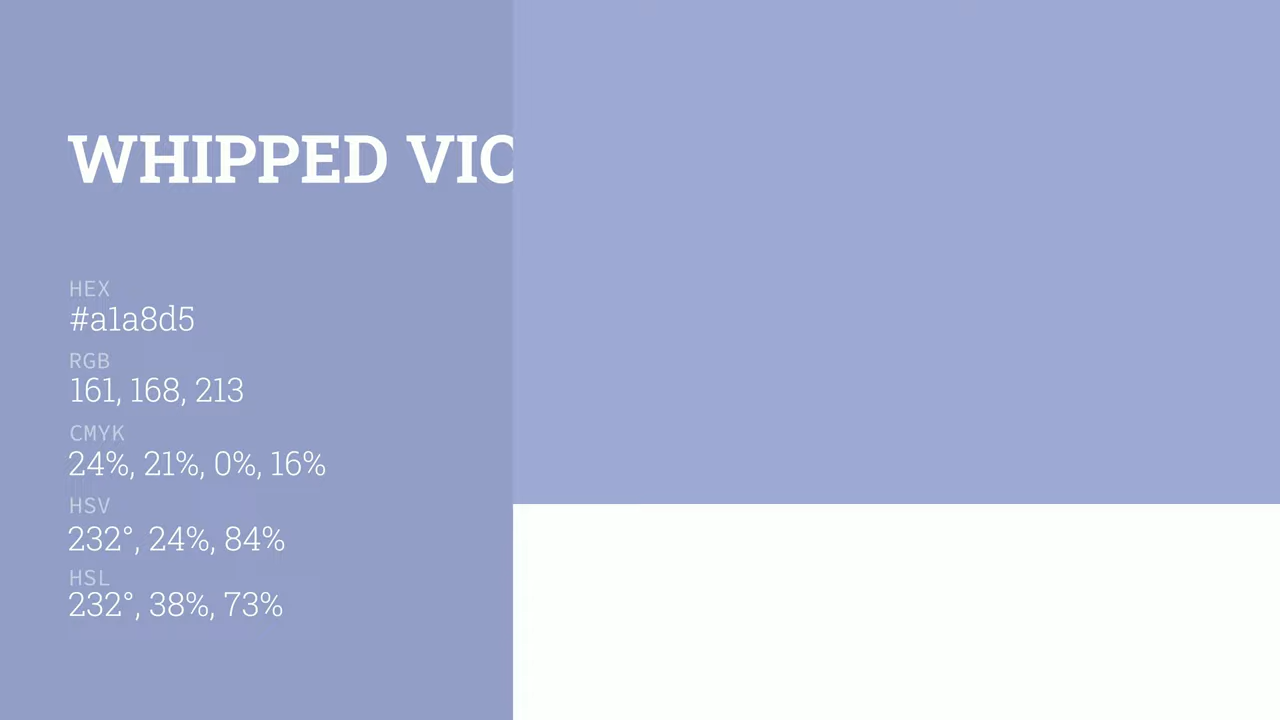 WHIPPED VIO
HEX
#a1a8d5
RGB
161, 168, 213
CMYK
24%, 21%, 0%, 16%
HSV
232°, 24%, 84%
HSL
232°, 38%, 73%